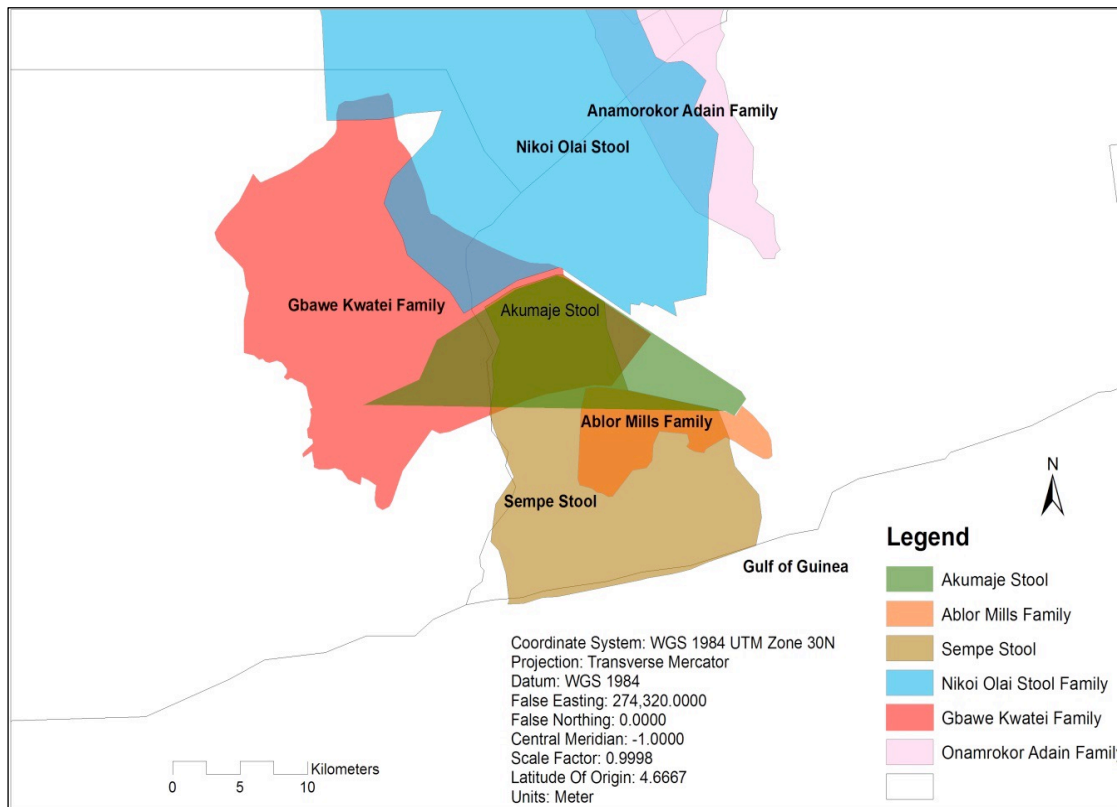 Anamorokor Adain Family
Nikoi Olai Stool
Gbawe Kwatei Family
Akumaje Stool
Ablor Mills Family
Sempe Stool
Gulf of Guinea
N
Legend
Akumaje Stool
Ablor Mills Family
Sempe Stool
Nikoi Olai Stool Family
Gbawe Kwatei Family
Onamrokor Adain Family
Coordinate System: WGS 1984 UTM Zone 30N
Projection: Transverse Mercator
Datum: WGS 1984
False Easting: 274,320.0000
False Northing: 0.0000
Central Meridian: -1.0000
Scale Factor: 0.9998
Latitude Of Origin: 4.6667
Units: Meter
Kilometers
0 5 10